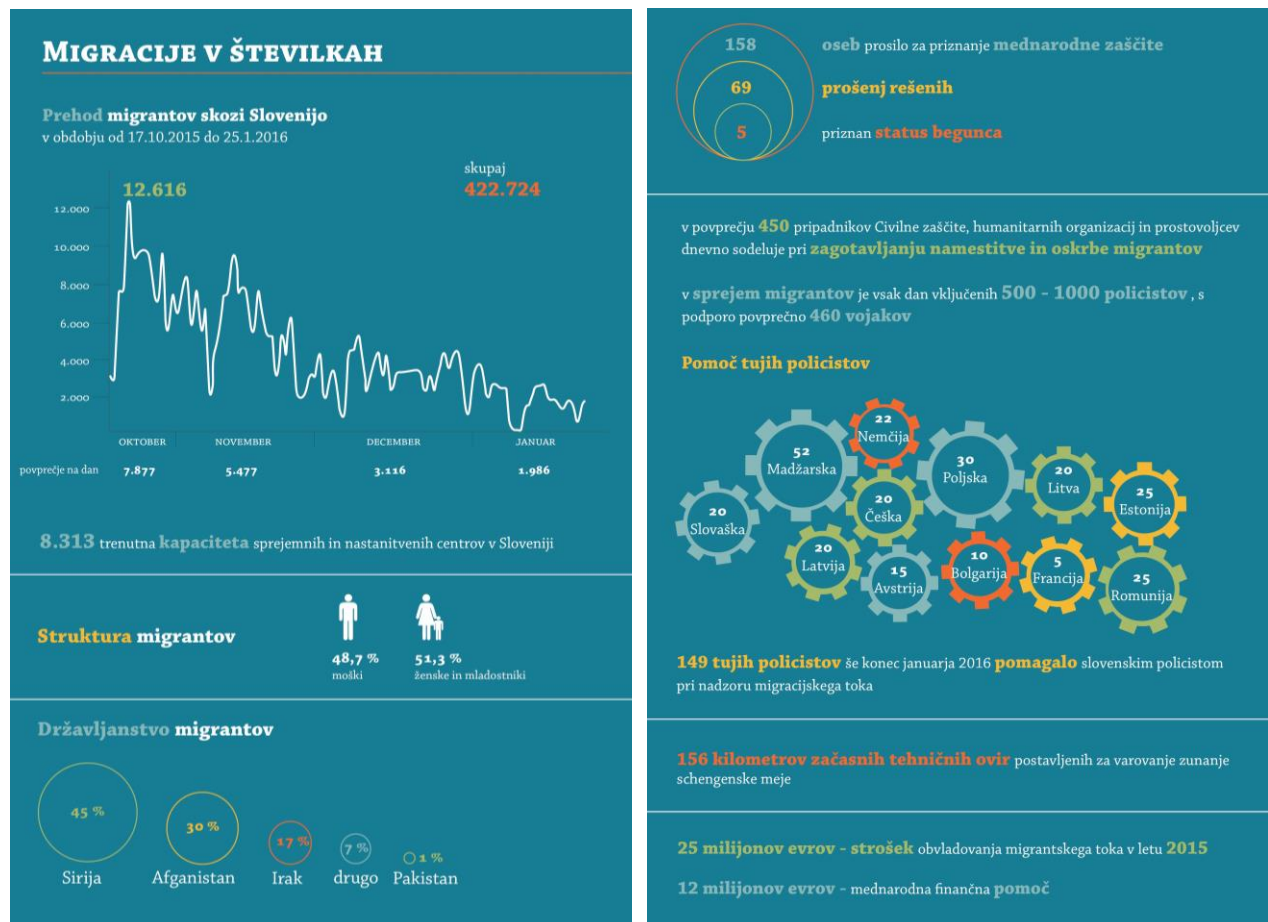 Migracije v številkah
Prehod migrantov skozi Slovenijo
v obdobju od 17.10.2015 do 25.1.2016
skupaj
12.616
422.724
12.000
10.000
8.000
6.000
4.000
2.000
OKTOBER NOVEMBER DECEMBER JANUAR
povprečje na dan 7.877 5.477 3.116 1.986
8.313 trenutna kapaciteta sprejemnih in nastanitvenih centrov v Sloveniji
Struktura migrantov
48,7 % 51,3 %
moški ženske in mladostniki
Državljanstvo migrantov
45 % 30 % 17 % 7 % 1 %
Sirija Afganistan Irak drugo Pakistan
158 oseb prosilo za priznanje mednarodne zaščite
69 prošenj rešenih
5 priznan status begunca
v povprečju 450 pripadnikov Civilne zaščite, humanitarnih organizacij in prostovoljcev
dnevno sodeluje pri zagotavljanju namestitve in oskrbe migrantov
v sprejem migrantov je vsak dan vključenih 500 - 1000 policistov , s
podporo povprečno 460 vojakov
Pomoč tujih policistov
22
Nemčija
52
Madžarska
30
Poljska
20
Litva
25
Estonija
20
Slovaška
20
Češka
20
Latvija
15
Avstrija
10
Bolgarija
5
Francija
25
Romunija
149 tujih policistov še konec januarja 2016 pomagalo slovenskim policistom
pri nadzoru migracijskega toka
156 kilometrov začasnih tehničnih ovir postavljenih za varovanje zunanje
schengenske meje
25 milijonov evrov - strošek obvladovanja migrantskega toka v letu 2015
12 milijonov evrov - mednarodna finančna pomoč